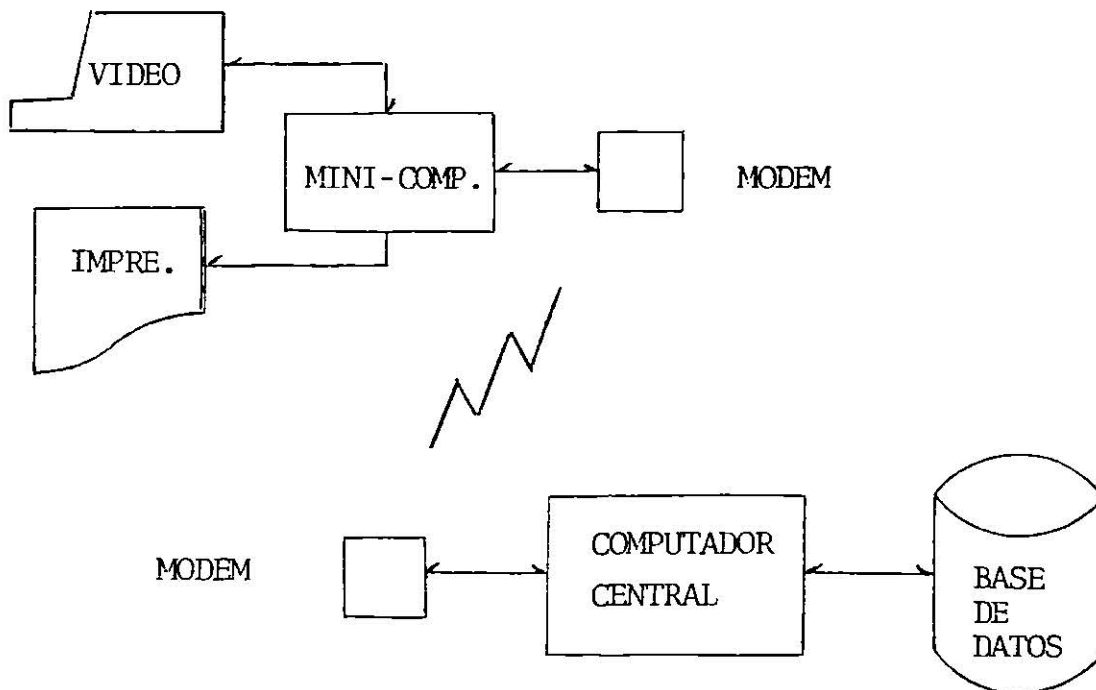 VIDEO
MINI-COMP.
MODEM
IMPRE.
MODEM
COMPUTADOR
CENTRAL
BASE
DE
DATOS